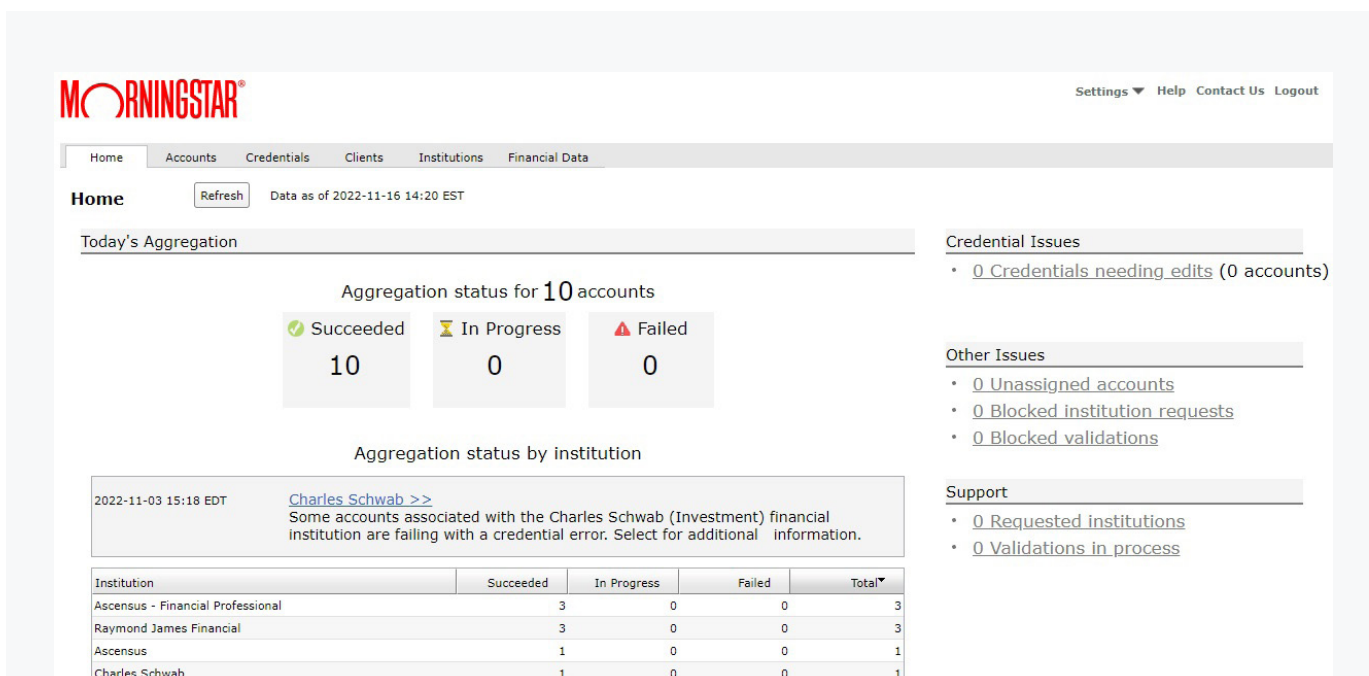 MORNINGSTAR®
Settings Help Contact Us Logout
Home Accounts Credentials Clients Institutions Financial Data
Home Refresh Data as of 2022-11-16 14:20 EST
Today's Aggregation
Aggregation status for 10 accounts
Succeeded In Progress Failed
10 0 0
Aggregation status by institution
2022-11-03 15:18 EDT Charles Schwab >>
Some accounts associated with the Charles Schwab (Investment) financial
institution are failing with a credential error. Select for additional information.
Institution Succeeded In Progress Failed Total
Ascensus - Financial Professional 3 0 0 3
Raymond James Financial 3 0 0 3
Ascensus 1 0 0 1
Charles Schwab 1 0 0 1
Credential Issues
• 0 Credentials needing edits (0 accounts)
Other Issues
• 0 Unassigned accounts
• 0 Blocked institution requests
• 0 Blocked validations
Support
• 0 Requested institutions
• 0 Validations in process